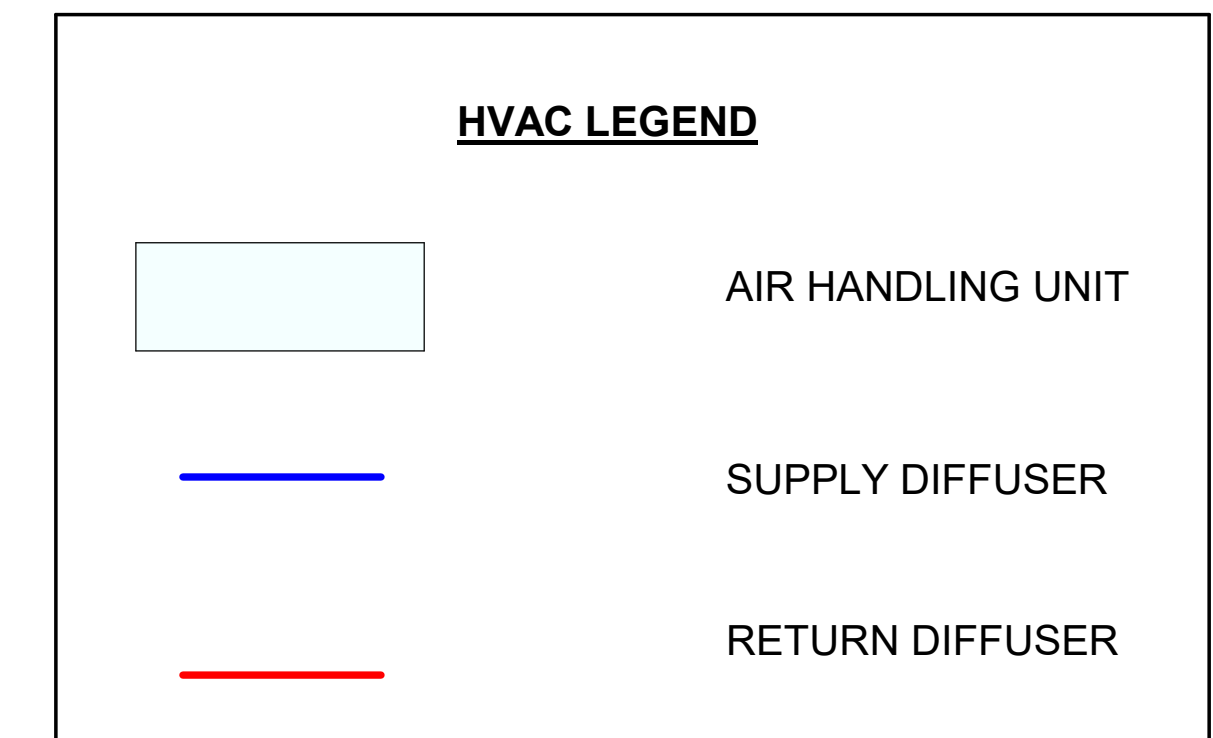 HVAC LEGEND
AIR HANDLING UNIT
SUPPLY DIFFUSER
RETURN DIFFUSER